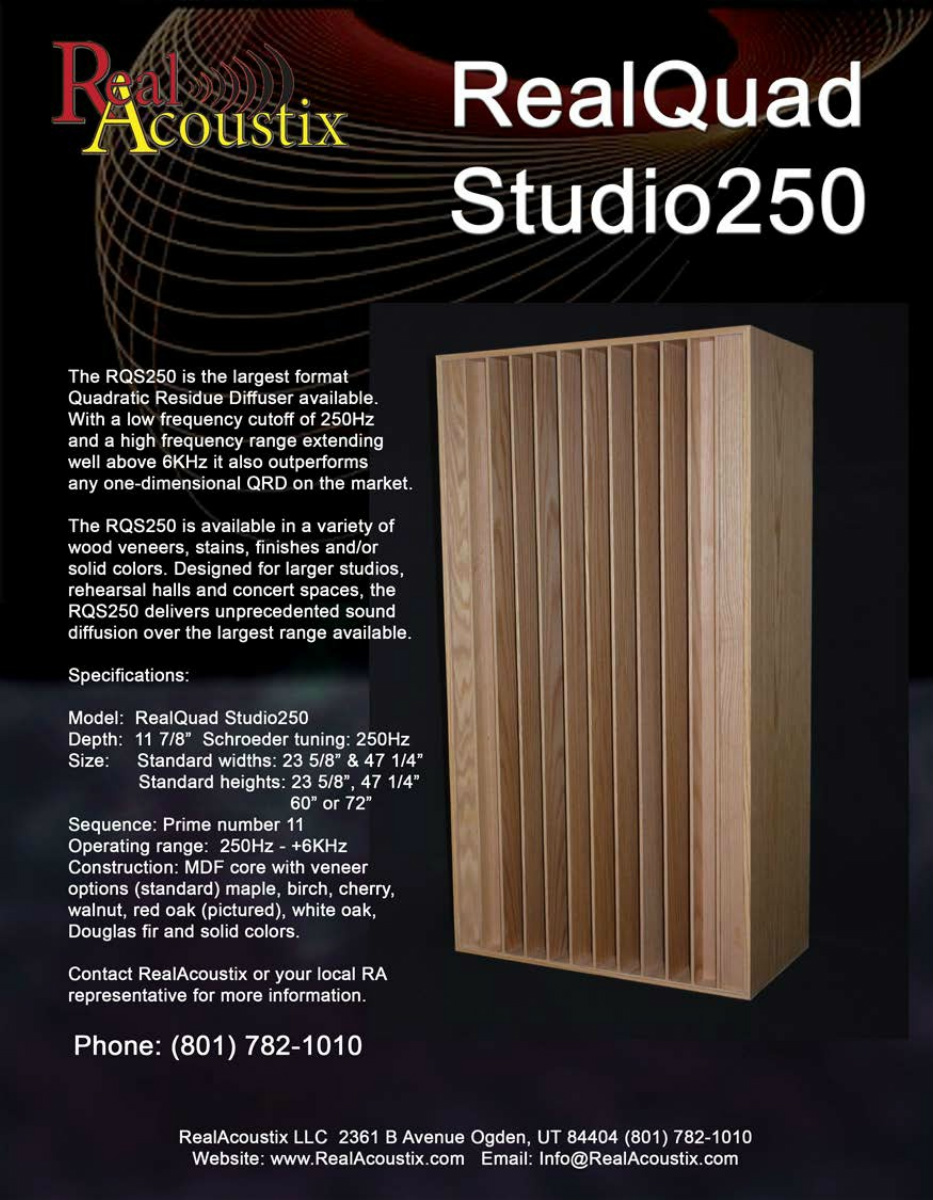 Real
Acoustix
RealQuad
Studio250
The RQS250 is the largest format
Quadratic Residue Diffuser available.
With a low frequency cutoff of 250Hz
and a high frequency range extending
well above 6KHz it also outperforms
any one-dimensional QRD on the market.
The RQS250 is available in a variety of
wood veneers, stains, finishes and/or
solid colors. Designed for larger studios,
rehearsal halls and concert spaces, the
RQS250 delivers unprecedented sound
diffusion over the largest range available.
Specifications:
Model: RealQuad Studio250
Depth: 11 7/8” Schroeder tuning: 250Hz
Size: Standard widths: 23 5/8” & 47 1/4”
Standard heights: 23 5/8”, 47 1/4”
60” or 72”
Sequence: Prime number 11
Operating range: 250Hz - +6KHz
Construction: MDF core with veneer
options (standard) maple, birch, cherry,
walnut, red oak (pictured), white oak,
Douglas fir and solid colors.
Contact RealAcoustix or your local RA
representative for more information.
Phone: (801) 782-1010
RealAcoustix LLC 2361 B Avenue Ogden, UT 84404 (801) 782-1010
Website: www.RealAcoustix.com Email: Info@RealAcoustix.com